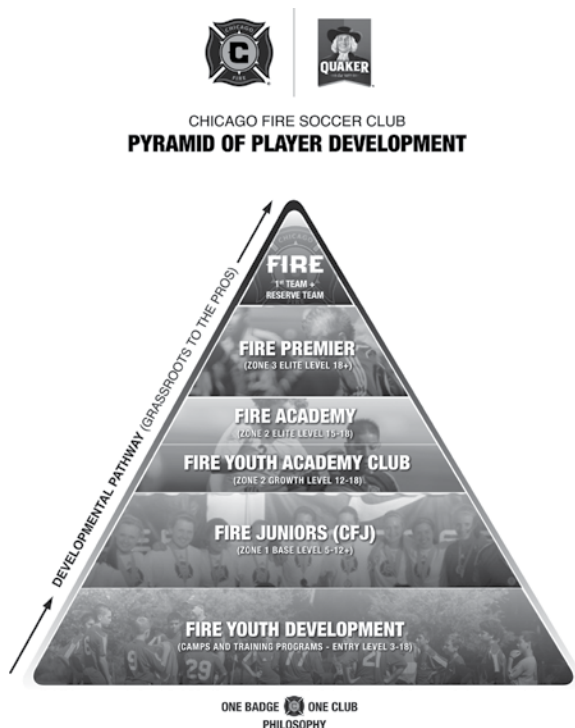 CHICAGO
C
FIRE
QUAKER
CHICAGO FIRE SOCCER CLUB
PYRAMID OF PLAYER DEVELOPMENT
DEVELOPMENTAL PATHWAY (GRASSROOTS TO THE PROS)
FIRE
1ST TEAM +
RESERVE TEAM
FIRE PREMIER
(ZONE 3 ELITE LEVEL 18+)
FIRE ACADEMY
(ZONE 2 ELITE LEVEL 15-18)
FIRE YOUTH ACADEMY CLUB
(ZONE 2 GROWTH LEVEL 12-18)
FIRE JUNIORS (CFJ)
(ZONE 1 BASE LEVEL 5-12+)
FIRE YOUTH DEVELOPMENT
(CAMPS AND TRAINING PROGRAMS - ENTRY LEVEL 3-18)
29
ONE BADGE ONE CLUB
PHILOSOPHY